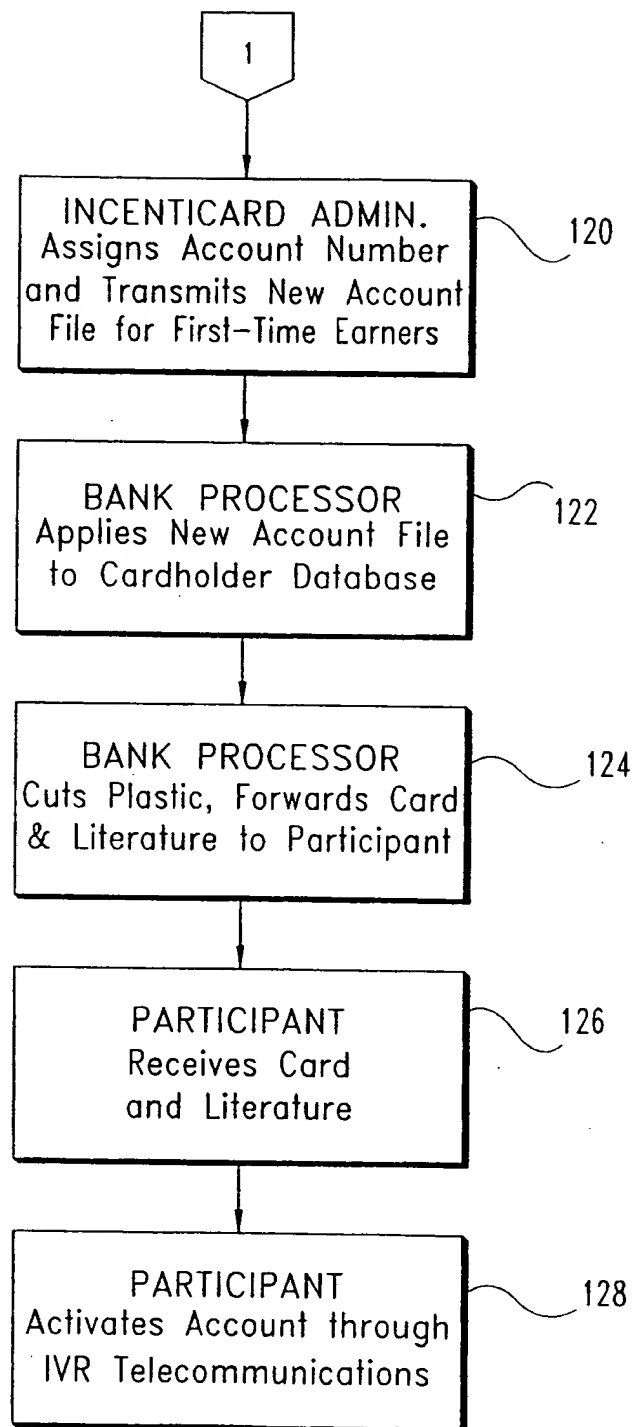 1
INCENTICARD ADMIN.
Assigns Account Number
and Transmits New Account
File for First-Time Earners
120
BANK PROCESSOR
Applies New Account File
to Cardholder Database
122
BANK PROCESSOR
Cuts Plastic, Forwards Card
& Literature to Participant
124
PARTICIPANT
Receives Card
and Literature
126
PARTICIPANT
Activates Account through
IVR Telecommunications
128